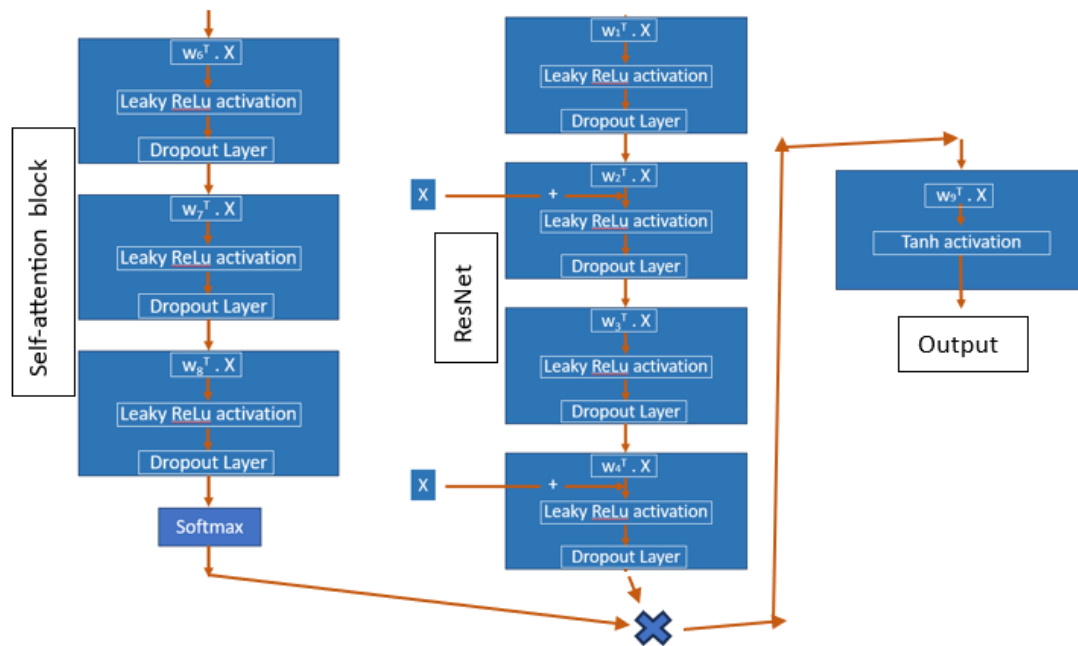 Self-attention block
w₆ᵀ . X
Leaky ReLu activation
Dropout Layer
w₇ᵀ . X
Leaky ReLu activation
Dropout Layer
w₈ᵀ . X
Leaky ReLu activation
Dropout Layer
Softmax
ResNet
w₁ᵀ . X
Leaky ReLu activation
Dropout Layer
X
+
w₂ᵀ . X
Leaky ReLu activation
Dropout Layer
w₃ᵀ . X
Leaky ReLu activation
Dropout Layer
X
+
w₄ᵀ . X
Leaky ReLu activation
Dropout Layer
w₉ᵀ . X
Tanh activation
Output